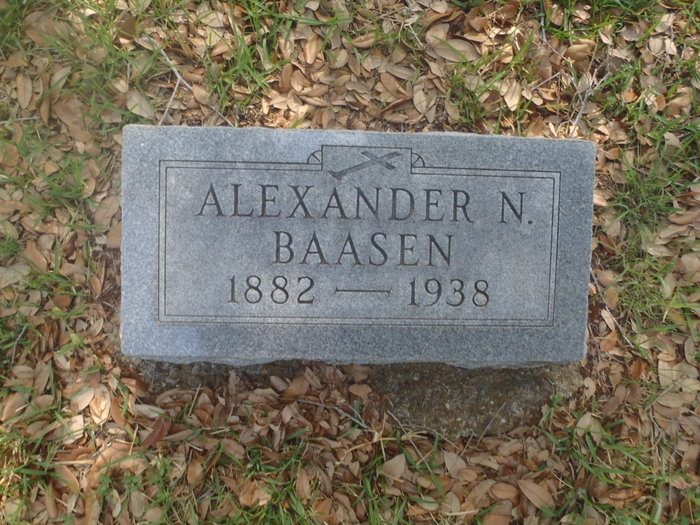 ALEXANDER N.
BAASEN
1882 — 1938